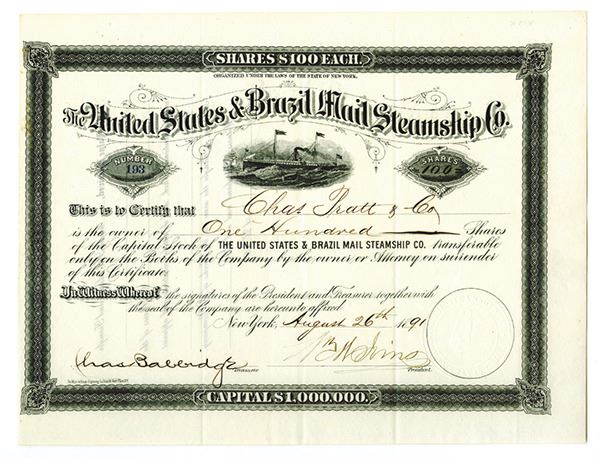 SHARES $100 EACH.
ORGANIZED UNDER THE LAWS OF THE STATE OF NEW YORK.
The United States & Brazil Mail Steamship Co.
NUMBER
193
SHARES
100
This is to Certify that Chas Pratt & Co
is the owner of One Hundred Shares
of the Capital Stock of THE UNITED STATES & BRAZIL MAIL STEAMSHIP CO. transferable
only on the Books of the Company by the owner or Attorney on surrender
of this Certificate.
In Witness Whereof the signatures of the President and Treasurer together with
the seal of the Company are hereunto affixed.
New York, August 26th 1891
Chas
Treasurer
President.
CAPITAL $1,000,000.